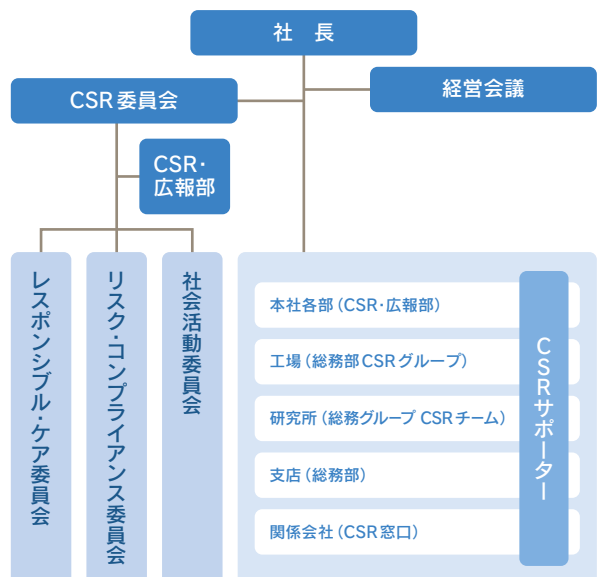 社 長
経営会議
CSR委員会
CSR・
広報部
レスポンシブル・ケア委員会
リスク・コンプライアンス委員会
社会活動委員会
本社各部(CSR・広報部)
工場(総務部CSRグループ)
研究所(総務グループ CSRチーム)
支店(総務部)
関係会社(CSR窓口)
CSRサポーター